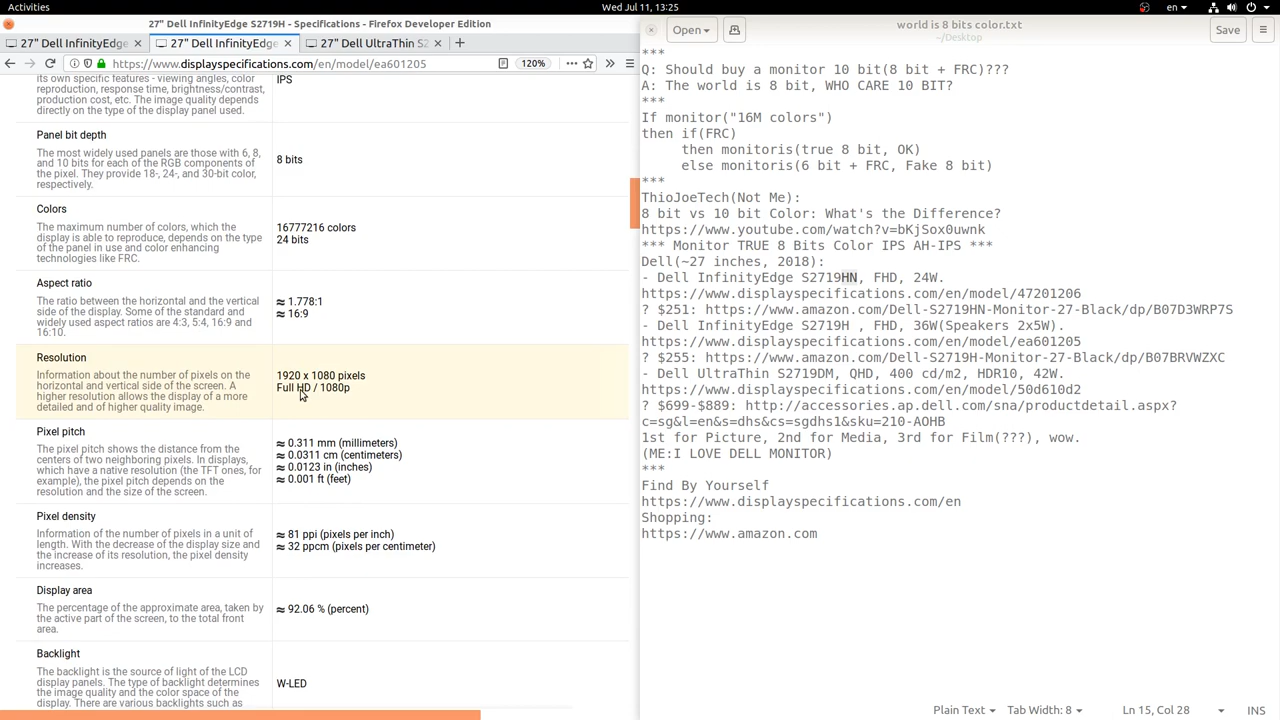 Activities
Wed Jul 11, 13:25
en
27" Dell InfinityEdge S2719H - Specifications - Firefox Developer Edition
27" Dell InfinityEdge
27" Dell InfinityEdge
27" Dell UltraThin S2
https://www.displayspecifications.com/en/model/ea601205
120%
its own specific features - viewing angles, color
reproduction, response time, brightness/contrast,
production cost, etc. The image quality depends
directly on the type of the display panel used.
IPS
Panel bit depth
The most widely used panels are those with 6, 8,
and 10 bits for each of the RGB components of
the pixel. They provide 18-, 24-, and 30-bit color,
respectively.
8 bits
Colors
The maximum number of colors, which the
display is able to reproduce, depends on the type
of the panel in use and color enhancing
technologies like FRC.
16777216 colors
24 bits
Aspect ratio
The ratio between the horizontal and the vertical
side of the display. Some of the standard and
widely used aspect ratios are 4:3, 5:4, 16:9 and
16:10.
≈ 1.778:1
≈ 16:9
Resolution
Information about the number of pixels on the
horizontal and vertical side of the screen. A
higher resolution allows the display of a more
detailed and of higher quality image.
1920 x 1080 pixels
Full HD / 1080p
Pixel pitch
The pixel pitch shows the distance from the
centers of two neighboring pixels. In displays,
which have a native resolution (the TFT ones, for
example), the pixel pitch depends on the
resolution and the size of the screen.
≈ 0.311 mm (millimeters)
≈ 0.0311 cm (centimeters)
≈ 0.0123 in (inches)
≈ 0.001 ft (feet)
Pixel density
Information of the number of pixels in a unit of
length. With the decrease of the display size and
the increase of its resolution, the pixel density
increases.
≈ 81 ppi (pixels per inch)
≈ 32 ppcm (pixels per centimeter)
Display area
The percentage of the approximate area, taken by
the active part of the screen, to the total front
area.
≈ 92.06 % (percent)
Backlight
The backlight is the source of light of the LCD
display panels. The type of backlight determines
the image quality and the color space of the
display. There are various backlights such as
W-LED
Open
world is 8 bits color.txt
~/Desktop
Save
***
Q: Should buy a monitor 10 bit(8 bit + FRC)???
A: The world is 8 bit, WHO CARE 10 BIT?
***
If monitor("16M colors")
then if(FRC)
then monitoris(true 8 bit, OK)
else monitoris(6 bit + FRC, Fake 8 bit)
***
ThioJoeTech(Not Me):
8 bit vs 10 bit Color: What's the Difference?
https://www.youtube.com/watch?v=bKjSox0uwnk
*** Monitor TRUE 8 Bits Color IPS AH-IPS ***
Dell(~27 inches, 2018):
- Dell InfinityEdge S2719HN, FHD, 24W.
https://www.displayspecifications.com/en/model/47201206
? $251: https://www.amazon.com/Dell-S2719HN-Monitor-27-Black/dp/B07D3WRP7S
- Dell InfinityEdge S2719H , FHD, 36W(Speakers 2x5W).
https://www.displayspecifications.com/en/model/ea601205
? $255: https://www.amazon.com/Dell-S2719H-Monitor-27-Black/dp/B07BRVWZXC
- Dell UltraThin S2719DM, QHD, 400 cd/m2, HDR10, 42W.
https://www.displayspecifications.com/en/model/50d610d2
? $699-$889: http://accessories.ap.dell.com/sna/productdetail.aspx?
c=sg&l=en&s=dhs&cs=sgdhs1&sku=210-AOHB
1st for Picture, 2nd for Media, 3rd for Film(???), wow.
(ME:I LOVE DELL MONITOR)
***
Find By Yourself
https://www.displayspecifications.com/en
Shopping:
https://www.amazon.com
Plain Text
Tab Width: 8
Ln 15, Col 28
INS